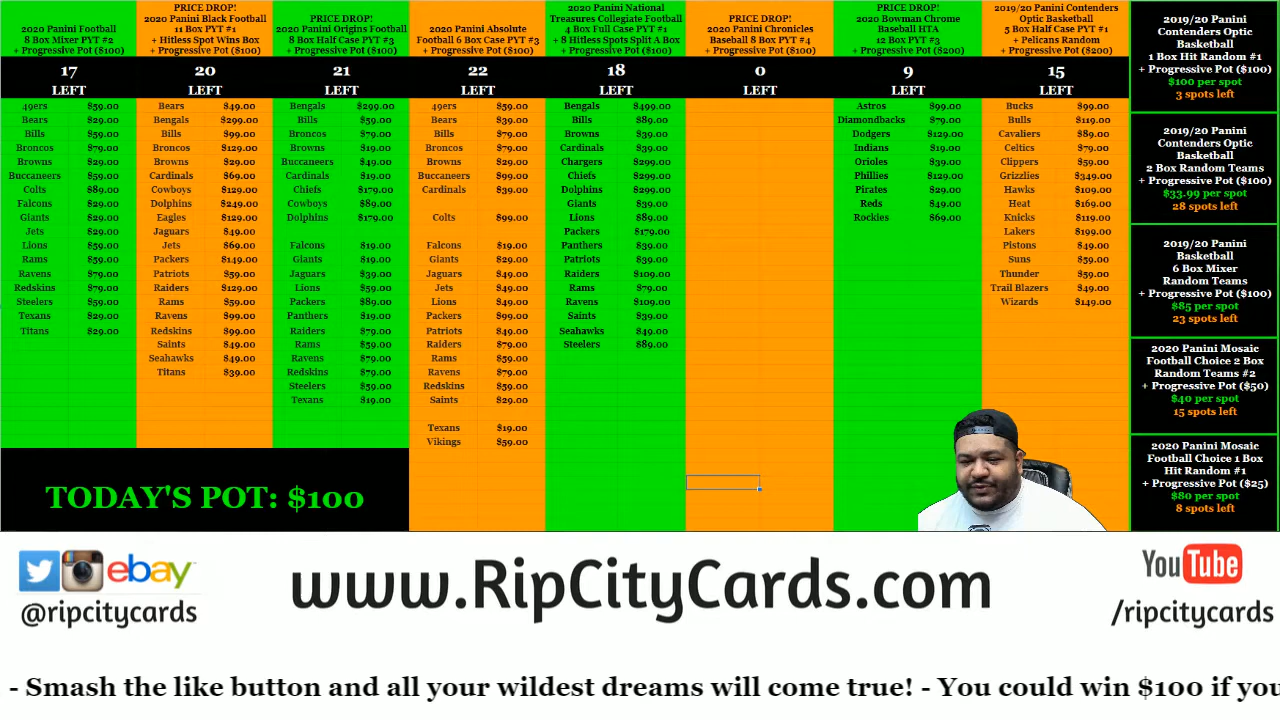 2020 Panini Football
8 Box Mixer PYT #2
+ Progressive Pot ($100)
17
LEFT
49ers $59.00
Bears $29.00
Bills $59.00
Broncos $79.00
Browns $29.00
Buccaneers $59.00
Colts $89.00
Falcons $29.00
Giants $29.00
Jets $29.00
Lions $59.00
Rams $59.00
Ravens $79.00
Redskins $79.00
Steelers $59.00
Texans $29.00
Titans $29.00
PRICE DROP!
2020 Panini Black Football
11 Box PYT #1
+ Hitless Spot Wins Box
+ Progressive Pot ($100)
20
LEFT
Bears $49.00
Bengals $299.00
Bills $99.00
Broncos $129.00
Browns $29.00
Cardinals $69.00
Cowboys $129.00
Dolphins $249.00
Eagles $129.00
Jaguars $49.00
Jets $69.00
Packers $149.00
Patriots $59.00
Raiders $129.00
Rams $59.00
Ravens $99.00
Redskins $99.00
Saints $49.00
Seahawks $49.00
Titans $39.00
PRICE DROP!
2020 Panini Origins Football
8 Box Half Case PYT #3
+ Progressive Pot ($100)
21
LEFT
Bengals $299.00
Bills $59.00
Broncos $79.00
Browns $19.00
Buccaneers $49.00
Cardinals $19.00
Chiefs $179.00
Cowboys $89.00
Dolphins $179.00
Falcons $19.00
Giants $19.00
Jaguars $39.00
Lions $59.00
Packers $89.00
Panthers $19.00
Raiders $79.00
Rams $59.00
Ravens $79.00
Redskins $79.00
Steelers $59.00
Texans $19.00
2020 Panini Absolute
Football 6 Box Case PYT #3
+ Progressive Pot ($100)
22
LEFT
49ers $59.00
Bears $39.00
Bills $79.00
Broncos $79.00
Browns $29.00
Buccaneers $99.00
Cardinals $39.00
Colts $99.00
Falcons $19.00
Giants $29.00
Jaguars $49.00
Jets $49.00
Lions $49.00
Packers $99.00
Patriots $49.00
Raiders $79.00
Rams $59.00
Ravens $79.00
Redskins $59.00
Saints $29.00
Texans $19.00
Vikings $59.00
2020 Panini National
Treasures Collegiate Football
4 Box Full Case PYT #1
+ 8 Hitless Spots Split A Box
+ Progressive Pot ($100)
18
LEFT
Bengals $499.00
Bills $89.00
Browns $39.00
Cardinals $39.00
Chargers $299.00
Chiefs $299.00
Dolphins $299.00
Giants $39.00
Lions $89.00
Packers $179.00
Panthers $39.00
Patriots $39.00
Raiders $109.00
Rams $79.00
Ravens $109.00
Saints $39.00
Seahawks $49.00
Steelers $89.00
PRICE DROP!
2020 Panini Chronicles
Baseball 8 Box PYT #4
+ Progressive Pot ($100)
0
LEFT
PRICE DROP!
2020 Bowman Chrome
Baseball HTA
12 Box PYT #3
+ Progressive Pot ($200)
9
LEFT
Astros $99.00
Diamondbacks $79.00
Dodgers $129.00
Indians $19.00
Orioles $39.00
Phillies $129.00
Pirates $29.00
Reds $49.00
Rockies $69.00
2019/20 Panini Contenders
Optic Basketball
5 Box Half Case PYT #1
+ Pelicans Random
+ Progressive Pot ($200)
15
LEFT
Bucks $99.00
Bulls $119.00
Cavaliers $89.00
Celtics $79.00
Clippers $59.00
Grizzlies $349.00
Hawks $109.00
Heat $169.00
Knicks $119.00
Lakers $199.00
Pistons $49.00
Suns $59.00
Thunder $59.00
Trail Blazers $49.00
Wizards $149.00
2019/20 Panini
Contenders Optic
Basketball
1 Box Hit Random #1
+ Progressive Pot ($100)
$100 per spot
3 spots left
2019/20 Panini
Contenders Optic
Basketball
2 Box Random Teams
+ Progressive Pot ($100)
$33.99 per spot
28 spots left
2019/20 Panini
Basketball
6 Box Mixer
Random Teams
+ Progressive Pot ($100)
$85 per spot
23 spots left
2020 Panini Mosaic
Football Choice 2 Box
Random Teams #2
+ Progressive Pot ($50)
$40 per spot
15 spots left
2020 Panini Mosaic
Football Choice 1 Box
Hit Random #1
+ Progressive Pot ($25)
$80 per spot
8 spots left
TODAY'S POT: $100
ebay
@ripcitycards
www.RipCityCards.com
YouTube
/ripcitycards
- Smash the like button and all your wildest dreams will come true! - You could win $100 if you